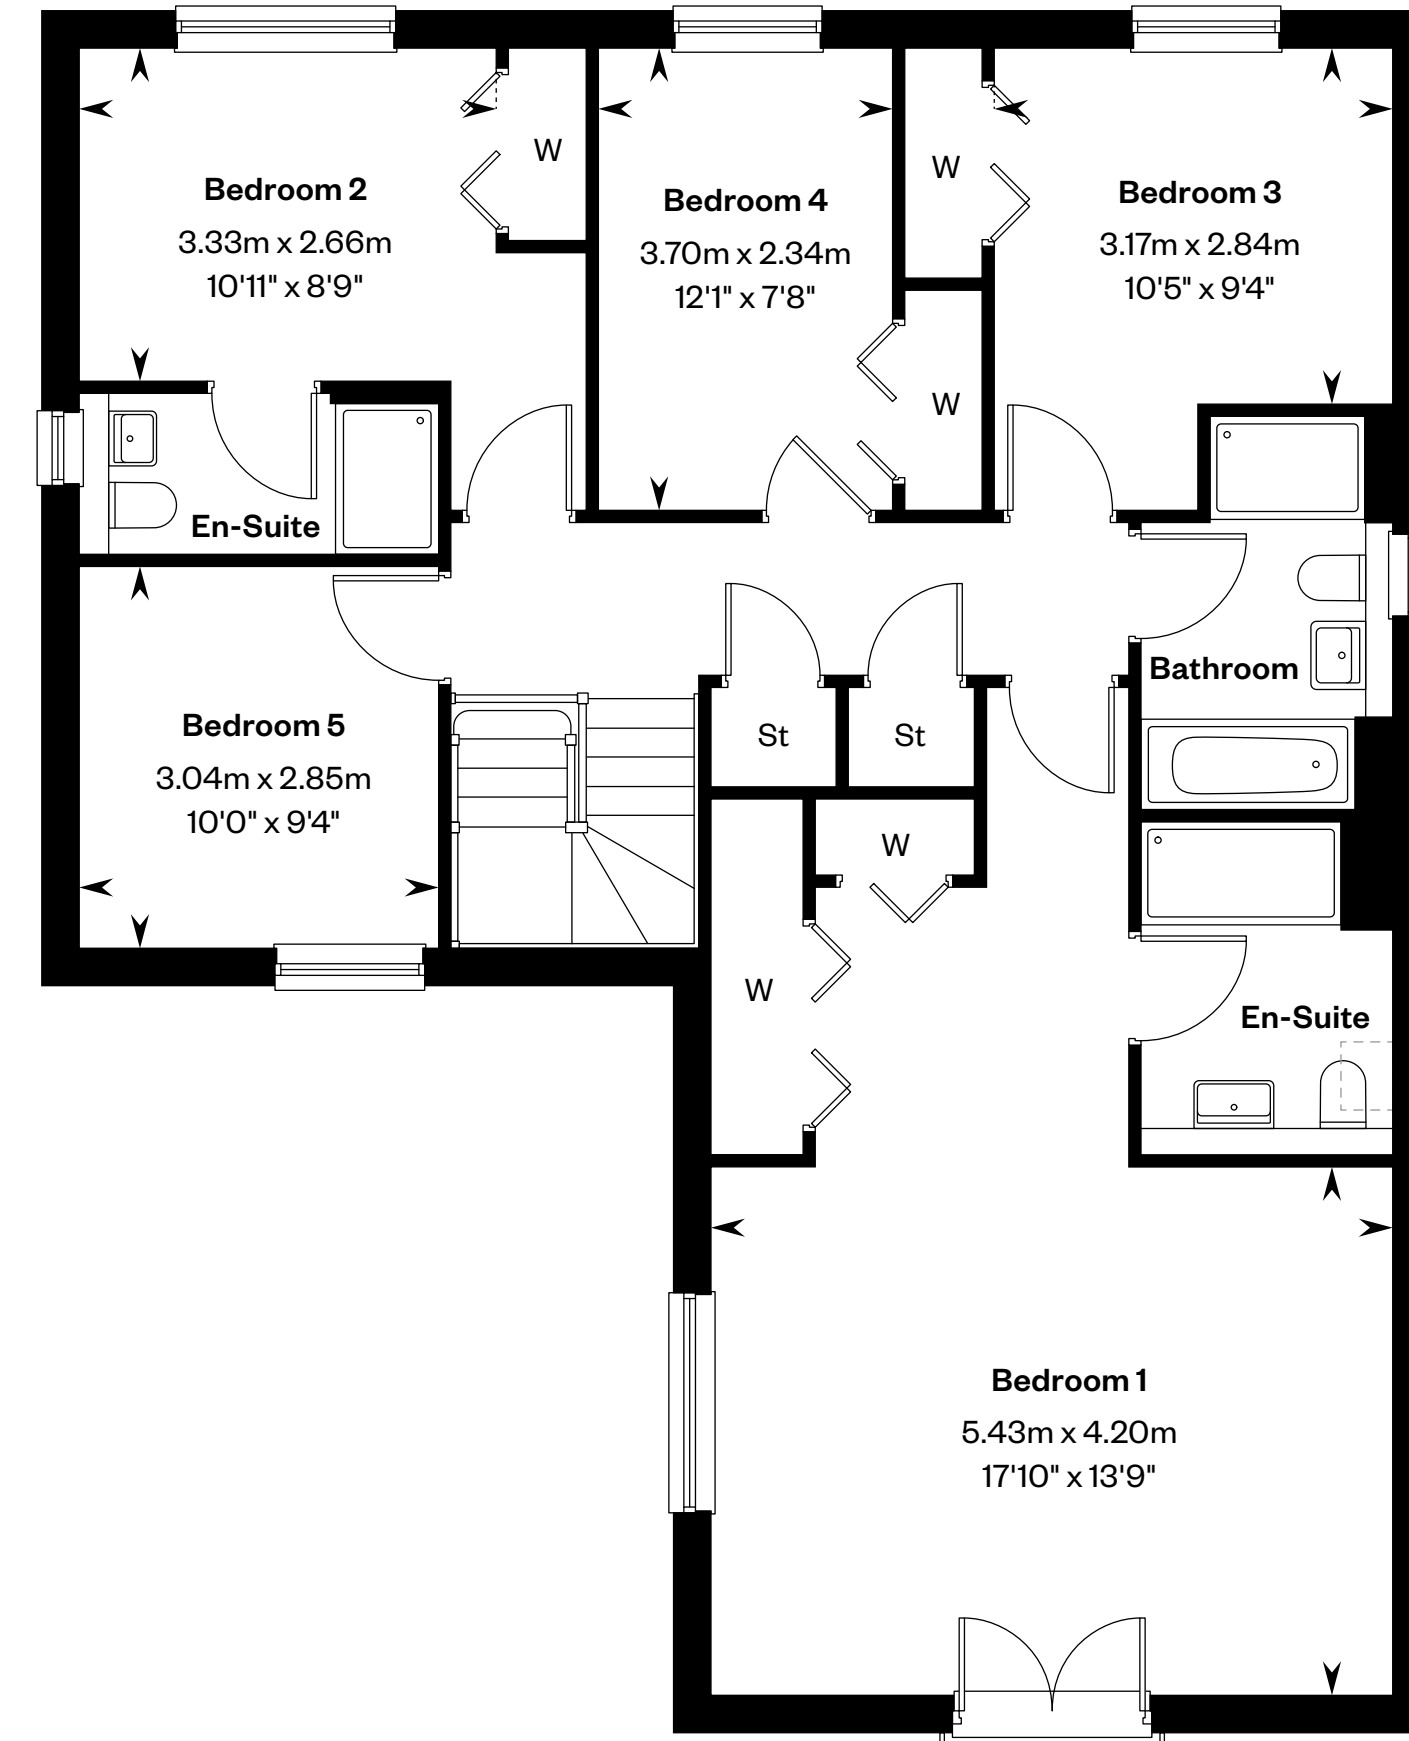 Bedroom 2
3.33m x 2.66m
10'11" x 8'9"
W
Bedroom 4
3.70m x 2.34m
12'1" x 7'8"
W
Bedroom 3
3.17m x 2.84m
10'5" x 9'4"
W
En-Suite
Bedroom 5
3.04m x 2.85m
10'0" x 9'4"
St
St
Bathroom
W
W
En-Suite
Bedroom 1
5.43m x 4.20m
17'10" x 13'9"